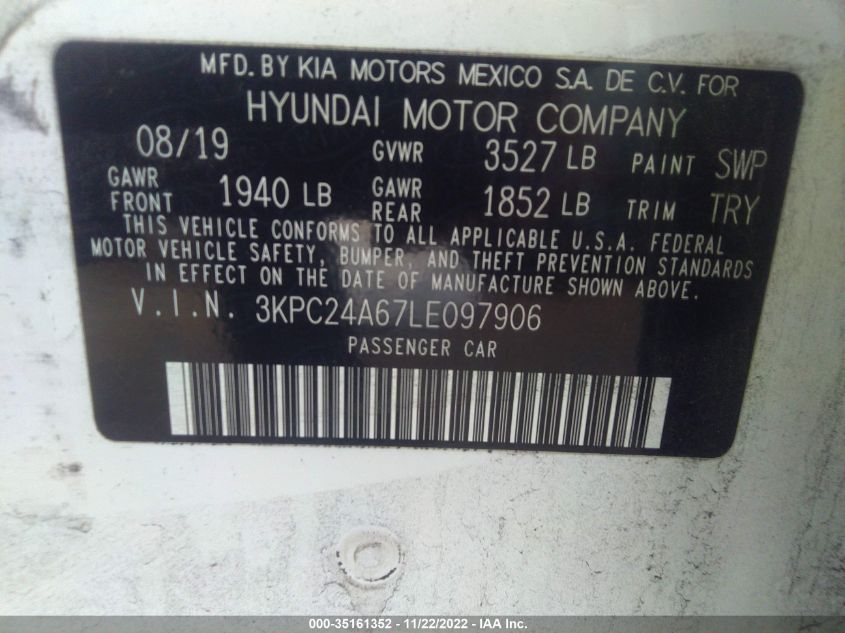 MFD. BY KIA MOTORS MEXICO S.A. DE C.V. FOR
HYUNDAI MOTOR COMPANY
08/19 GVWR 3527 LB PAINT SWP
GAWR FRONT 1940 LB GAWR REAR 1852 LB TRIM TRY
THIS VEHICLE CONFORMS TO ALL APPLICABLE U.S.A. FEDERAL
MOTOR VEHICLE SAFETY, BUMPER, AND THEFT PREVENTION STANDARDS
IN EFFECT ON THE DATE OF MANUFACTURE SHOWN ABOVE.
V.I.N. 3KPC24A67LE097906
PASSENGER CAR
000-35161352 - 11/22/2022 - IAA Inc.